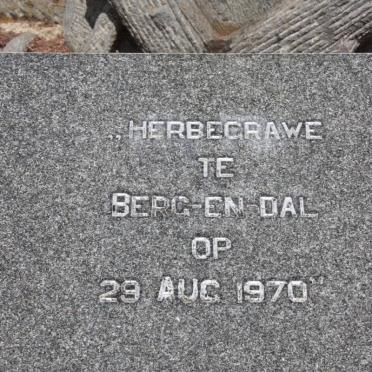 „HERBEGRAWE
TE
BERG-EN-DAL
OP
29 AUG 1970"